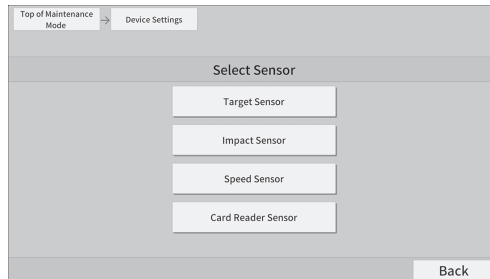 Top of Maintenance
Mode
→
Device Settings
Select Sensor
Target Sensor
Impact Sensor
Speed Sensor
Card Reader Sensor
Back